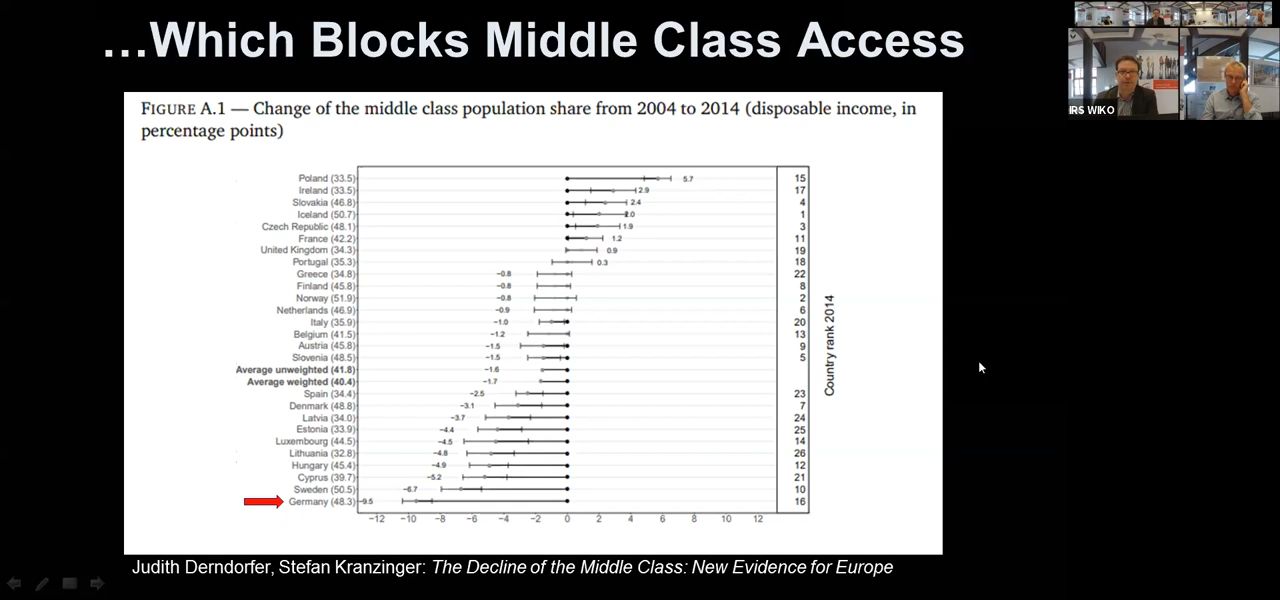 ...Which Blocks Middle Class Access
FIGURE A.1 — Change of the middle class population share from 2004 to 2014 (disposable income, in
percentage points)
Poland (33.5) 5.7 15
Ireland (33.5) 2.9 17
Slovakia (46.8) 2.4 4
Iceland (50.7) 2.0 1
Czech Republic (48.1) 1.9 3
France (42.2) 1.2 11
United Kingdom (34.3) 0.9 19
Portugal (35.3) 0.3 18
Greece (34.8) −0.8 22
Finland (45.8) −0.8 8
Norway (51.9) −0.8 2
Netherlands (46.9) −0.9 6
Italy (35.9) −1.0 20
Belgium (41.5) −1.2 13
Austria (45.8) −1.5 9
Slovenia (48.5) −1.5 5
Average unweighted (41.8) −1.6
Average weighted (40.4) −1.7
Spain (34.4) −2.5 23
Denmark (48.8) −3.1 7
Latvia (34.0) −3.7 24
Estonia (33.9) −4.4 25
Luxembourg (44.5) −4.5 14
Lithuania (32.8) −4.8 26
Hungary (45.4) −4.9 12
Cyprus (39.7) −5.2 21
Sweden (50.5) −6.7 10
Germany (48.3) −9.5 16
−12 −10 −8 −6 −4 −2 0 2 4 6 8 10 12
Country rank 2014
Judith Derndorfer, Stefan Kranzinger: The Decline of the Middle Class: New Evidence for Europe
HRS WIKO